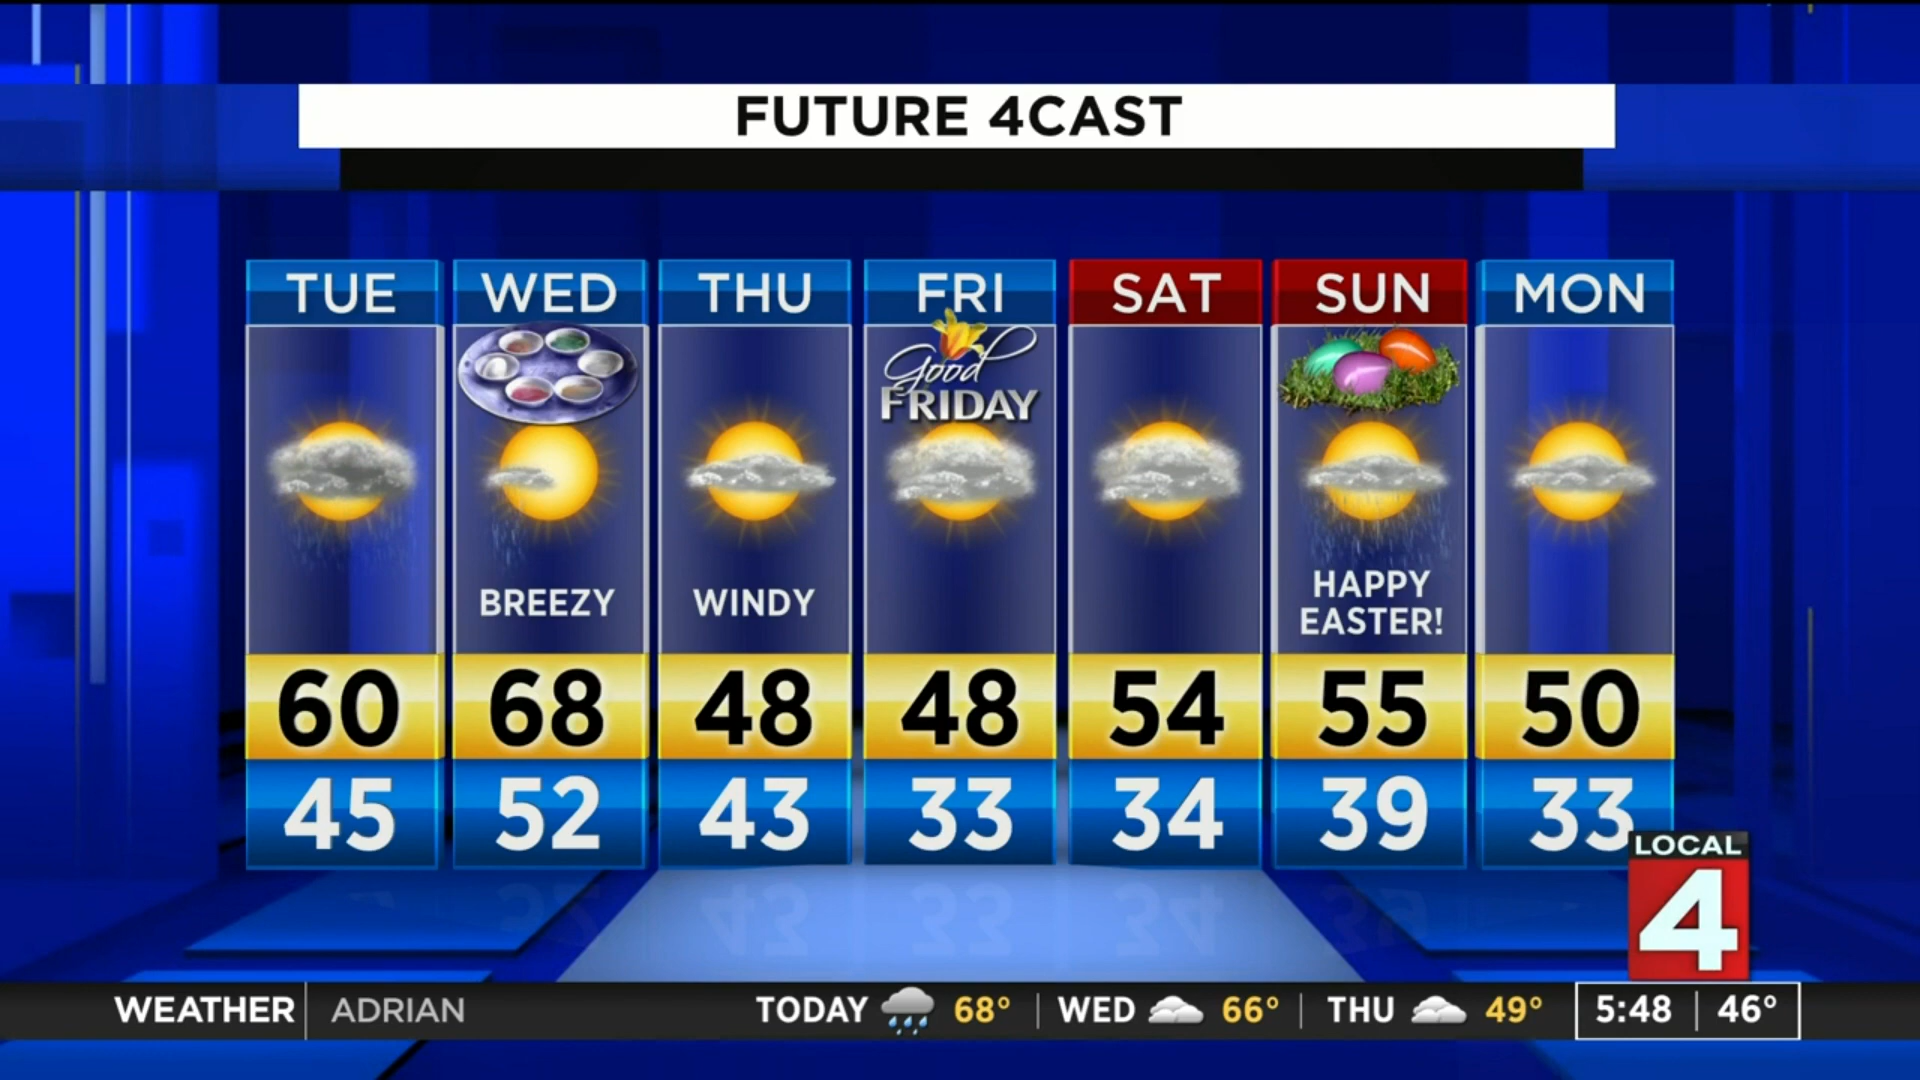 FUTURE 4CAST
TUE WED THU FRI SAT SUN MON
Good
FRIDAY
BREEZY WINDY HAPPY
EASTER!
60 68 48 48 54 55 50
45 52 43 33 34 39 33
LOCAL
4
WEATHER ADRIAN TODAY 68° WED 66° THU 49° 5:48 46°